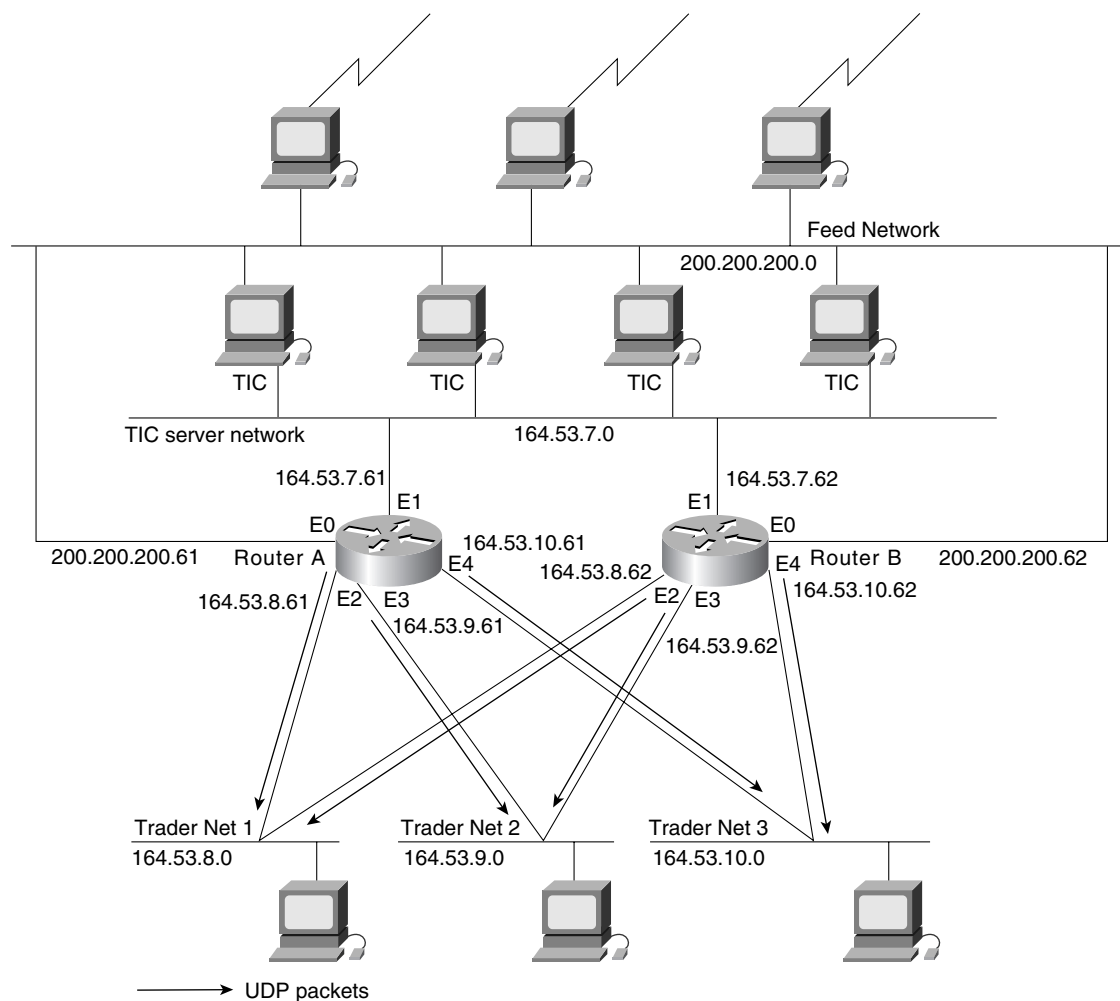 Feed Network
200.200.200.0
TIC
TIC
TIC
TIC
TIC server network
164.53.7.0
164.53.7.61
164.53.7.62
E1
E1
E0
E0
200.200.200.61
Router A
E4
164.53.10.61
164.53.8.62
Router B
E4
200.200.200.62
164.53.8.61
E2
E3
164.53.9.61
E2
E3
164.53.10.62
164.53.9.62
Trader Net 1
164.53.8.0
Trader Net 2
164.53.9.0
Trader Net 3
164.53.10.0
UDP packets